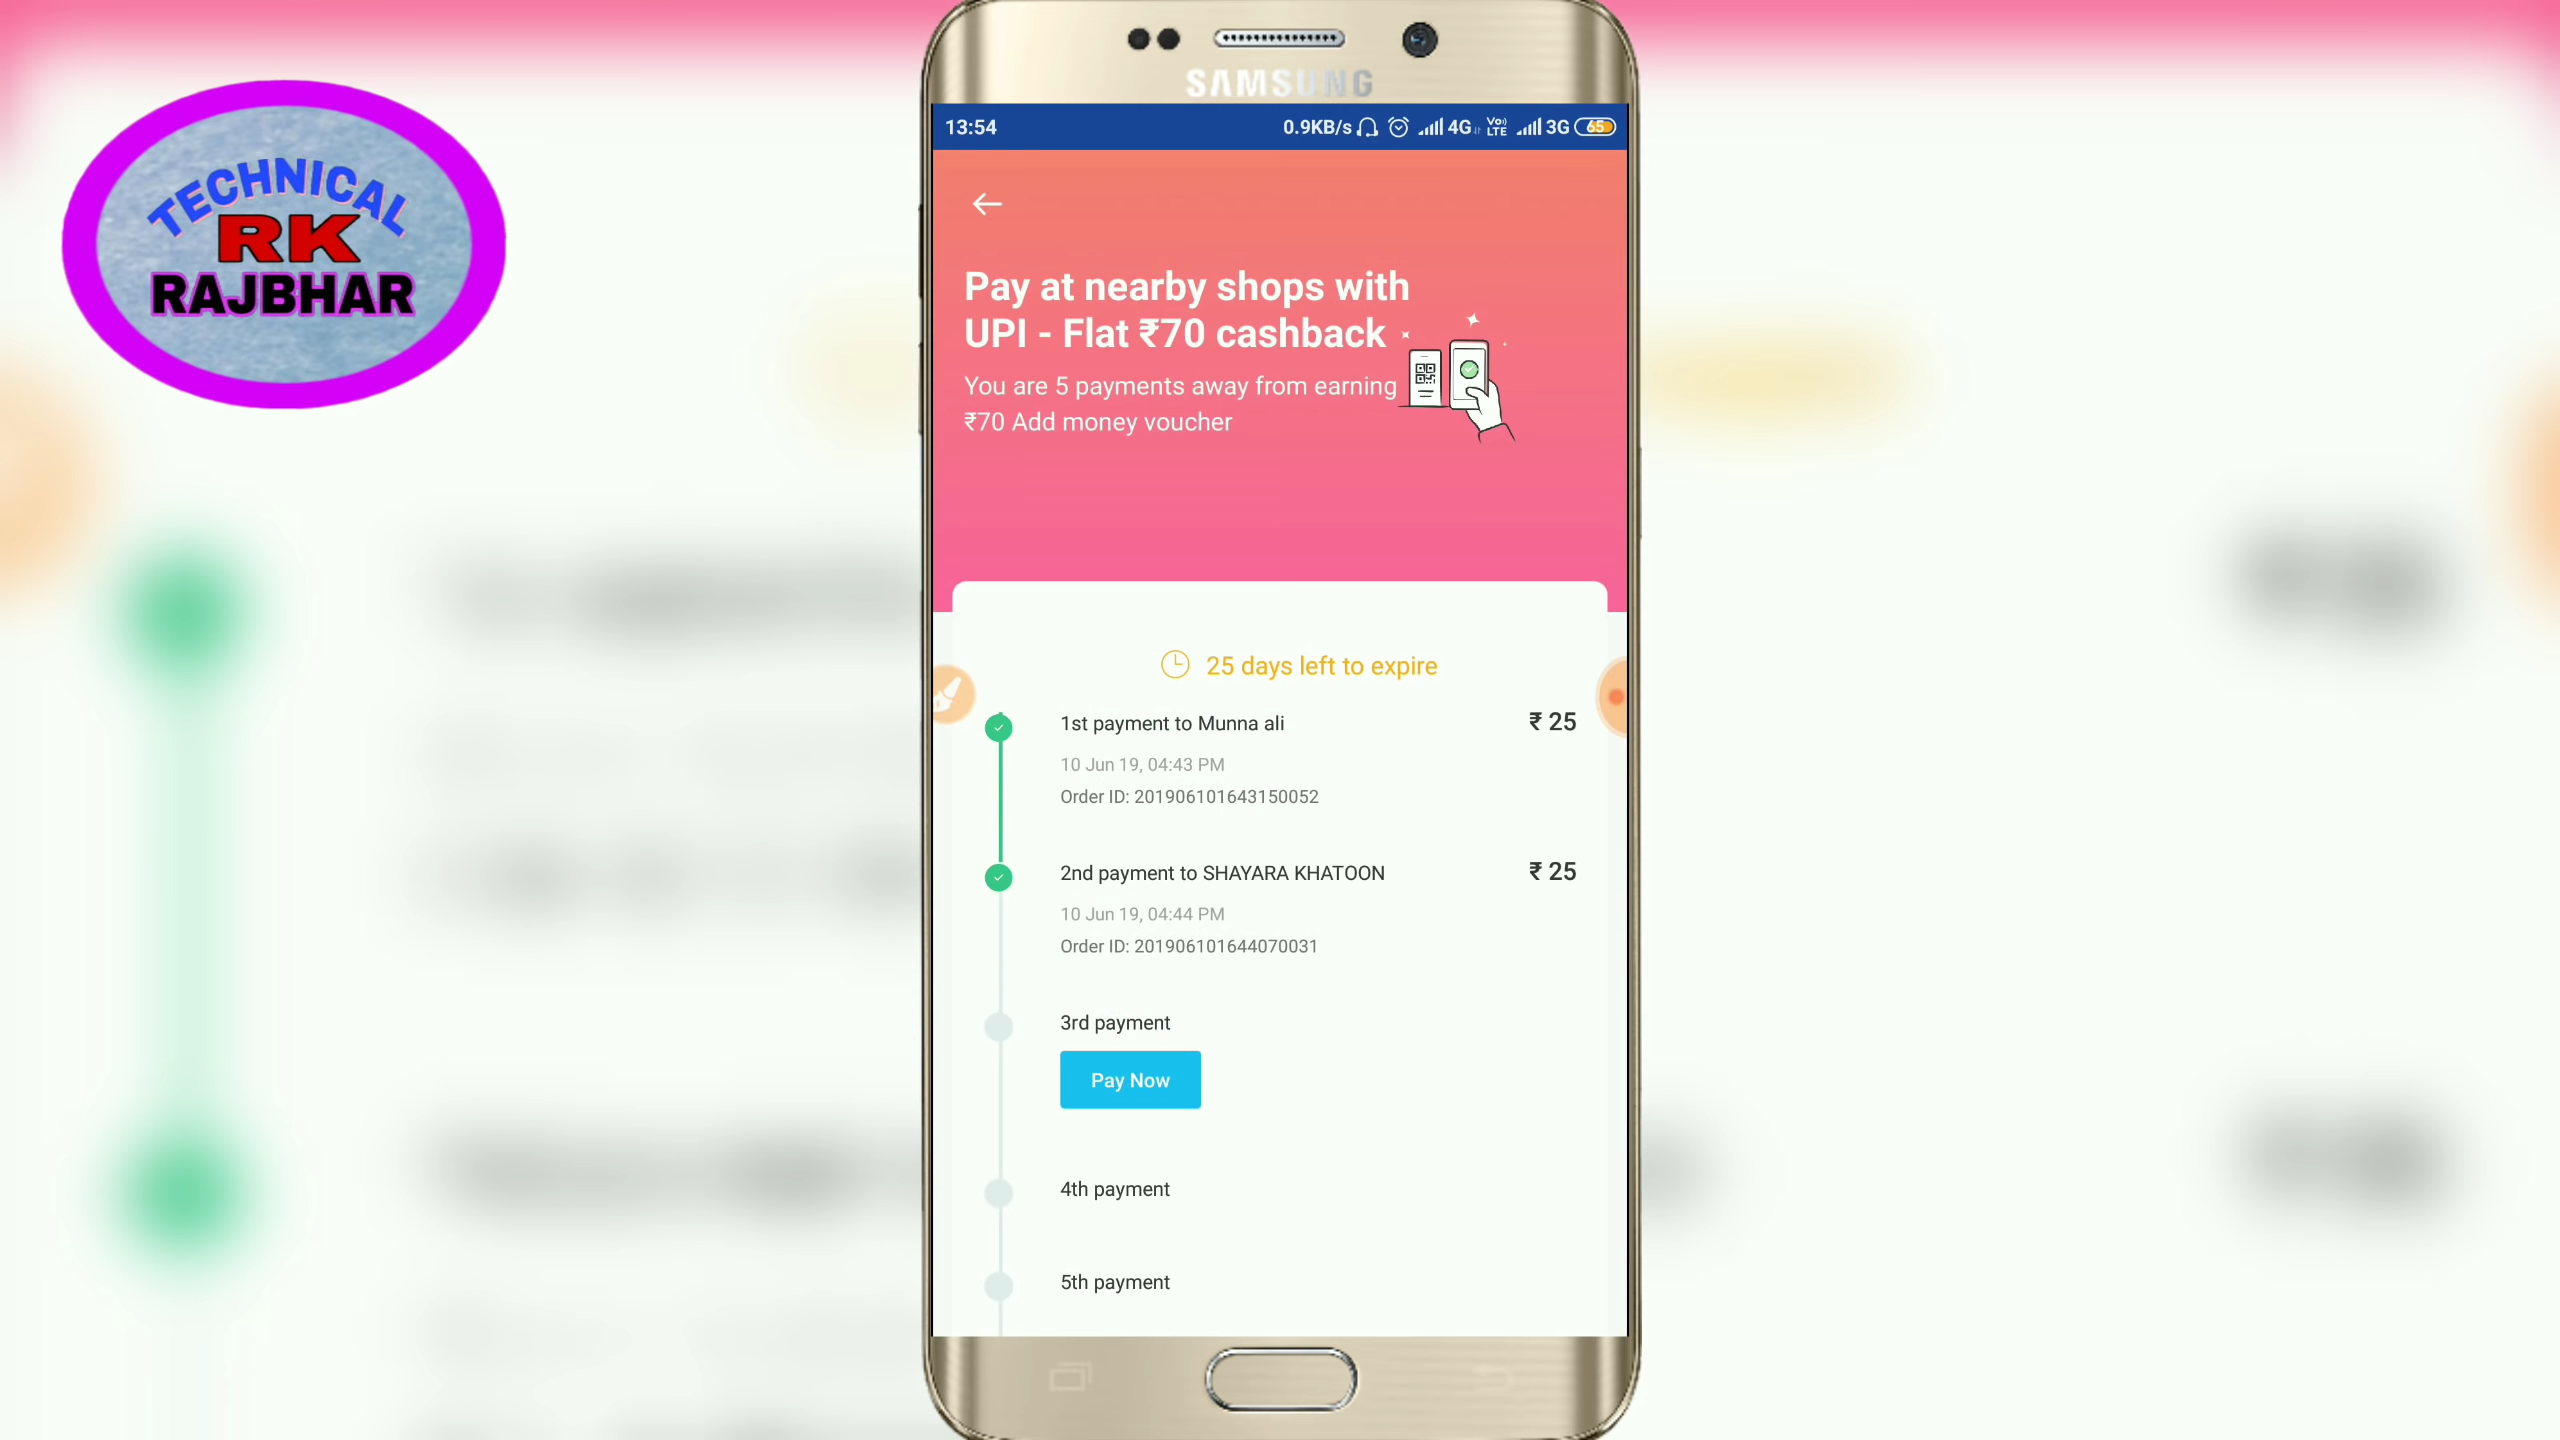 TECHNICAL
RK
RAJBHAR
SAMSUNG
13:54
0.9KB/s 4G Vo) LTE 3G 65
Pay at nearby shops with
UPI - Flat ₹70 cashback
You are 5 payments away from earning
₹70 Add money voucher
25 days left to expire
1st payment to Munna ali ₹ 25
10 Jun 19, 04:43 PM
Order ID: 201906101643150052
2nd payment to SHAYARA KHATOON ₹ 25
10 Jun 19, 04:44 PM
Order ID: 201906101644070031
3rd payment
Pay Now
4th payment
5th payment